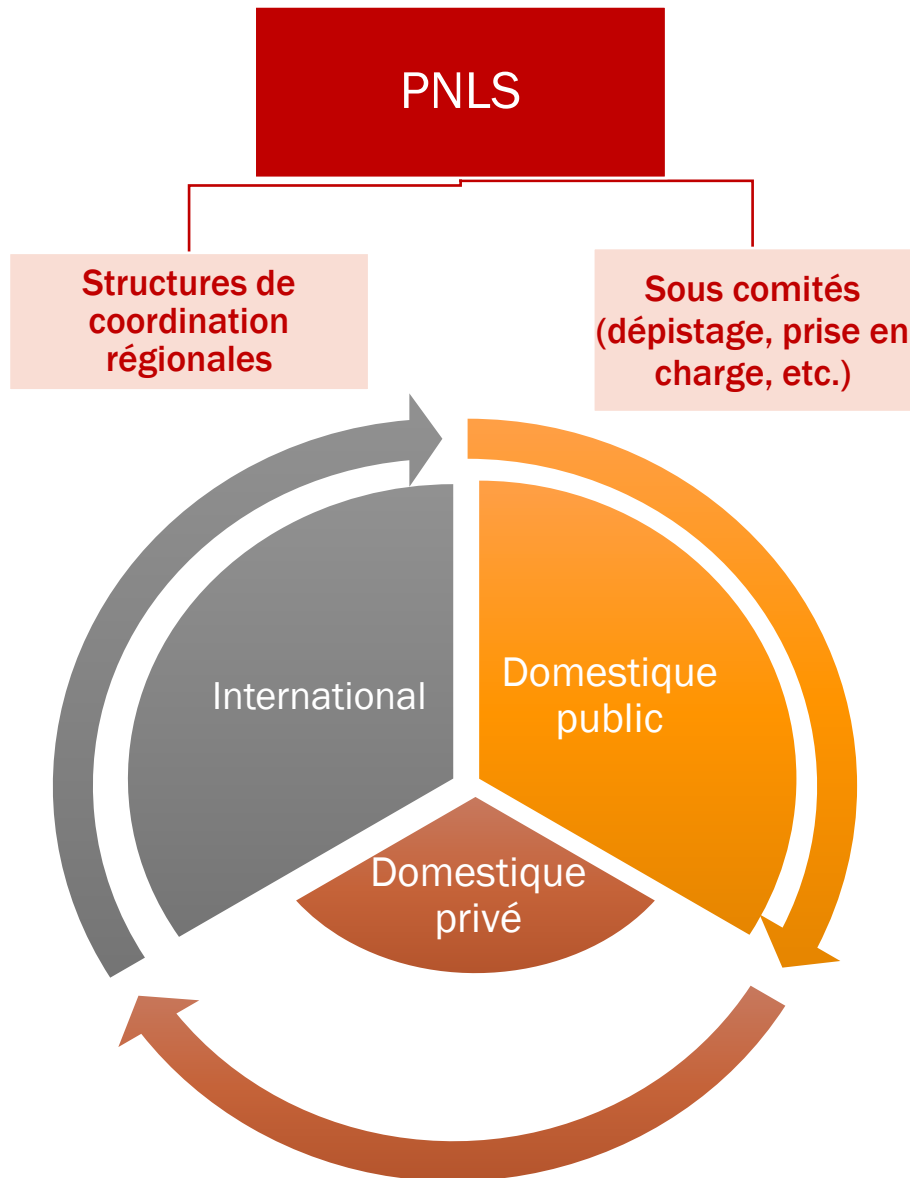 PNLS
Structures de
coordination
régionales
Sous comités
(dépistage, prise en
charge, etc.)
International
Domestique
public
Domestique
privé